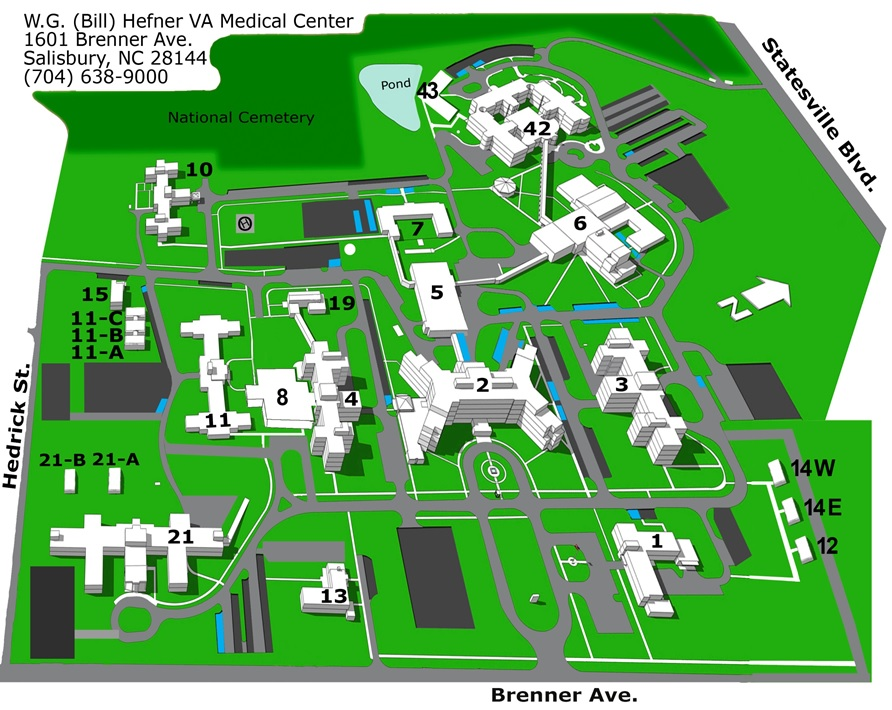 W.G. (Bill) Hefner VA Medical Center
1601 Brenner Ave.
Salisbury, NC 28144
(704) 638-9000
Statesville Blvd.
Pond
43
42
National Cemetery
10
H
7
6
5
N
15
19
11-C
11-B
11-A
2
3
8
4
11
Hedrick St.
21-B 21-A
14W
14E
12
21
1
13
Brenner Ave.